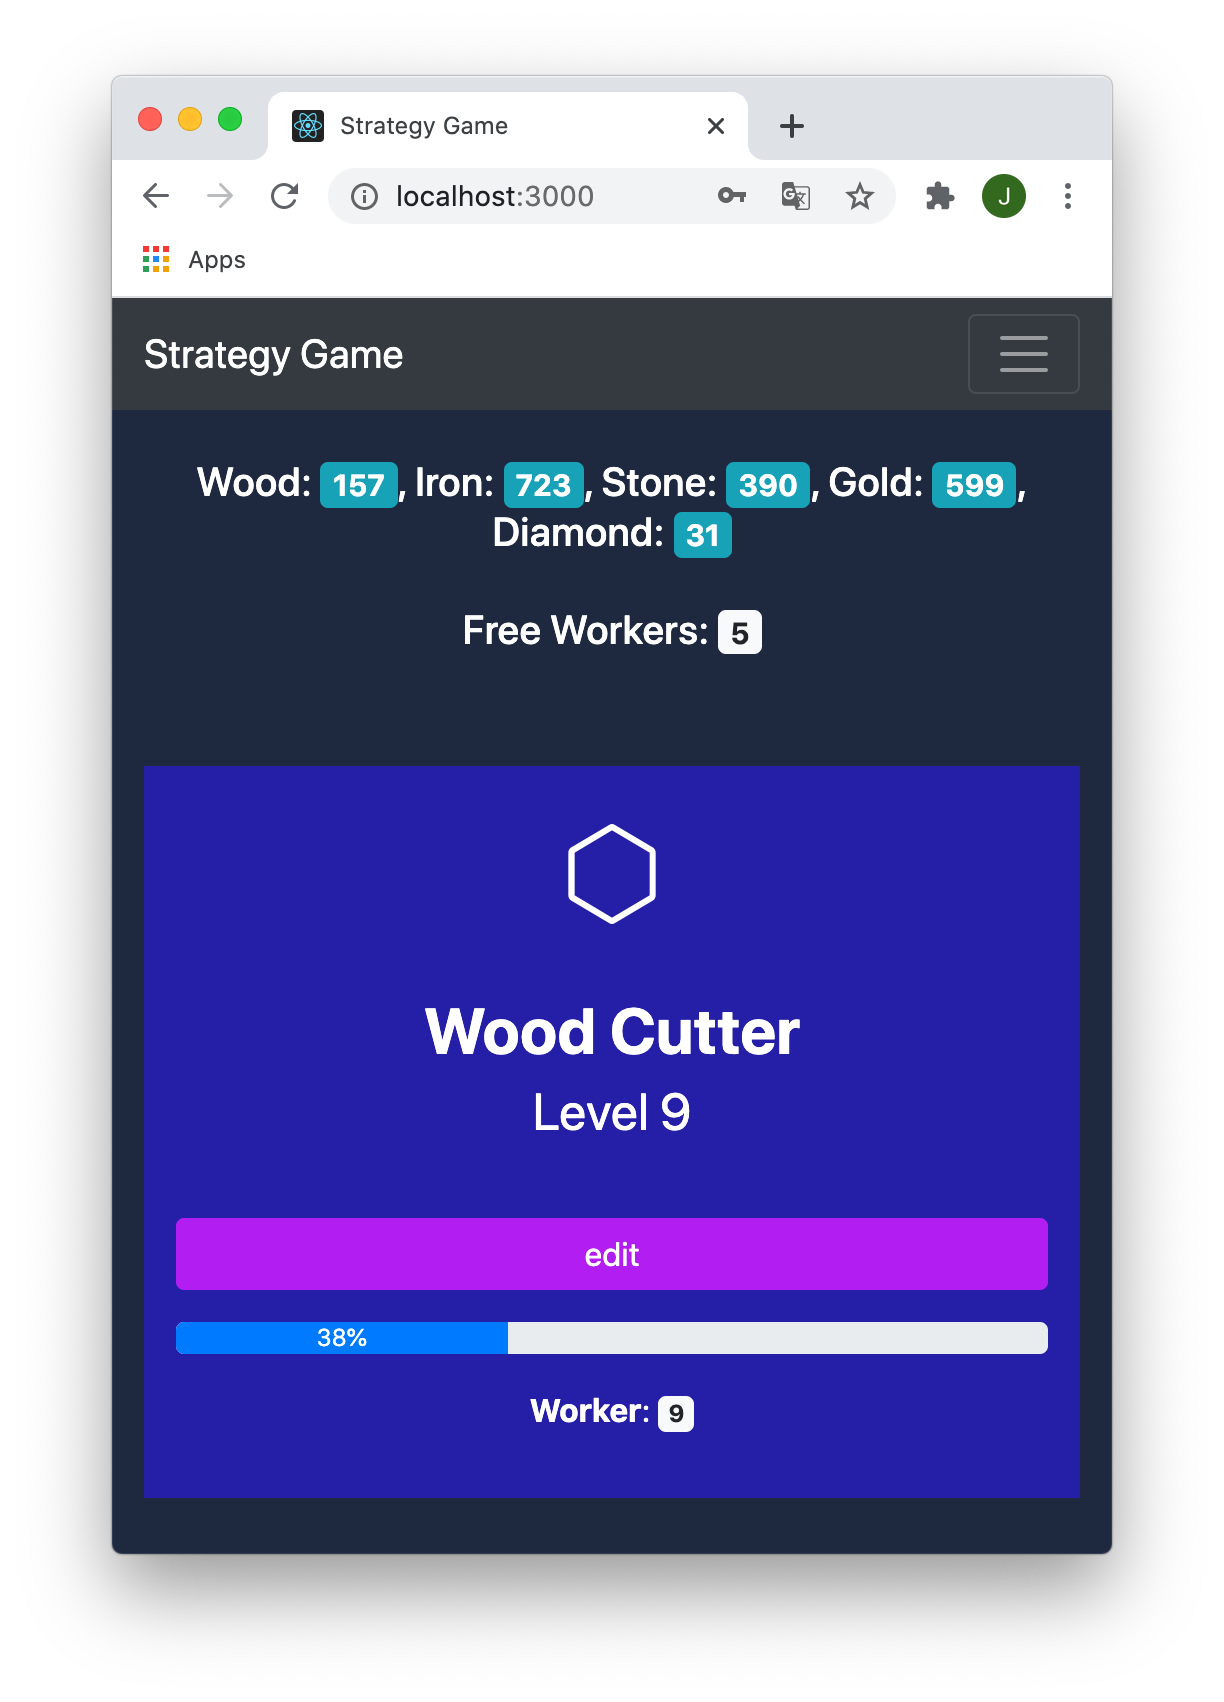 Strategy Game
localhost:3000
J
Apps
Strategy Game
Wood: 157, Iron: 723, Stone: 390, Gold: 599,
Diamond: 31
Free Workers: 5
Wood Cutter
Level 9
edit
38%
Worker: 9